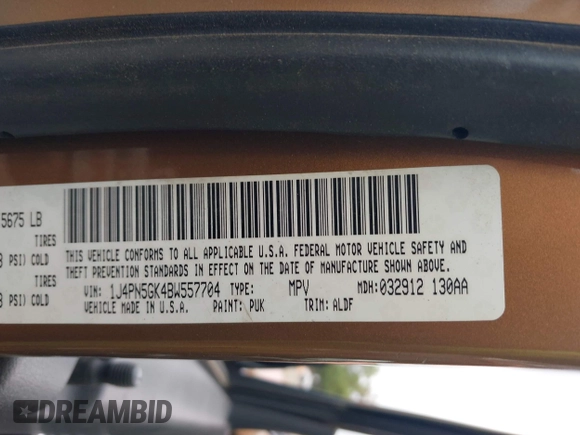 5675 LB
TIRES
PSI) COLD
TIRES
PSI) COLD
THIS VEHICLE CONFORMS TO ALL APPLICABLE U.S.A. FEDERAL MOTOR VEHICLE SAFETY AND
THEFT PREVENTION STANDARDS IN EFFECT ON THE DATE OF MANUFACTURE SHOWN ABOVE.
VIN: 1J4PN5GK4BW557704 TYPE: MPV MDH: 032912 130AA
VEHICLE MADE IN U.S.A. PAINT: PUK TRIM: ALDF
DREAMBID